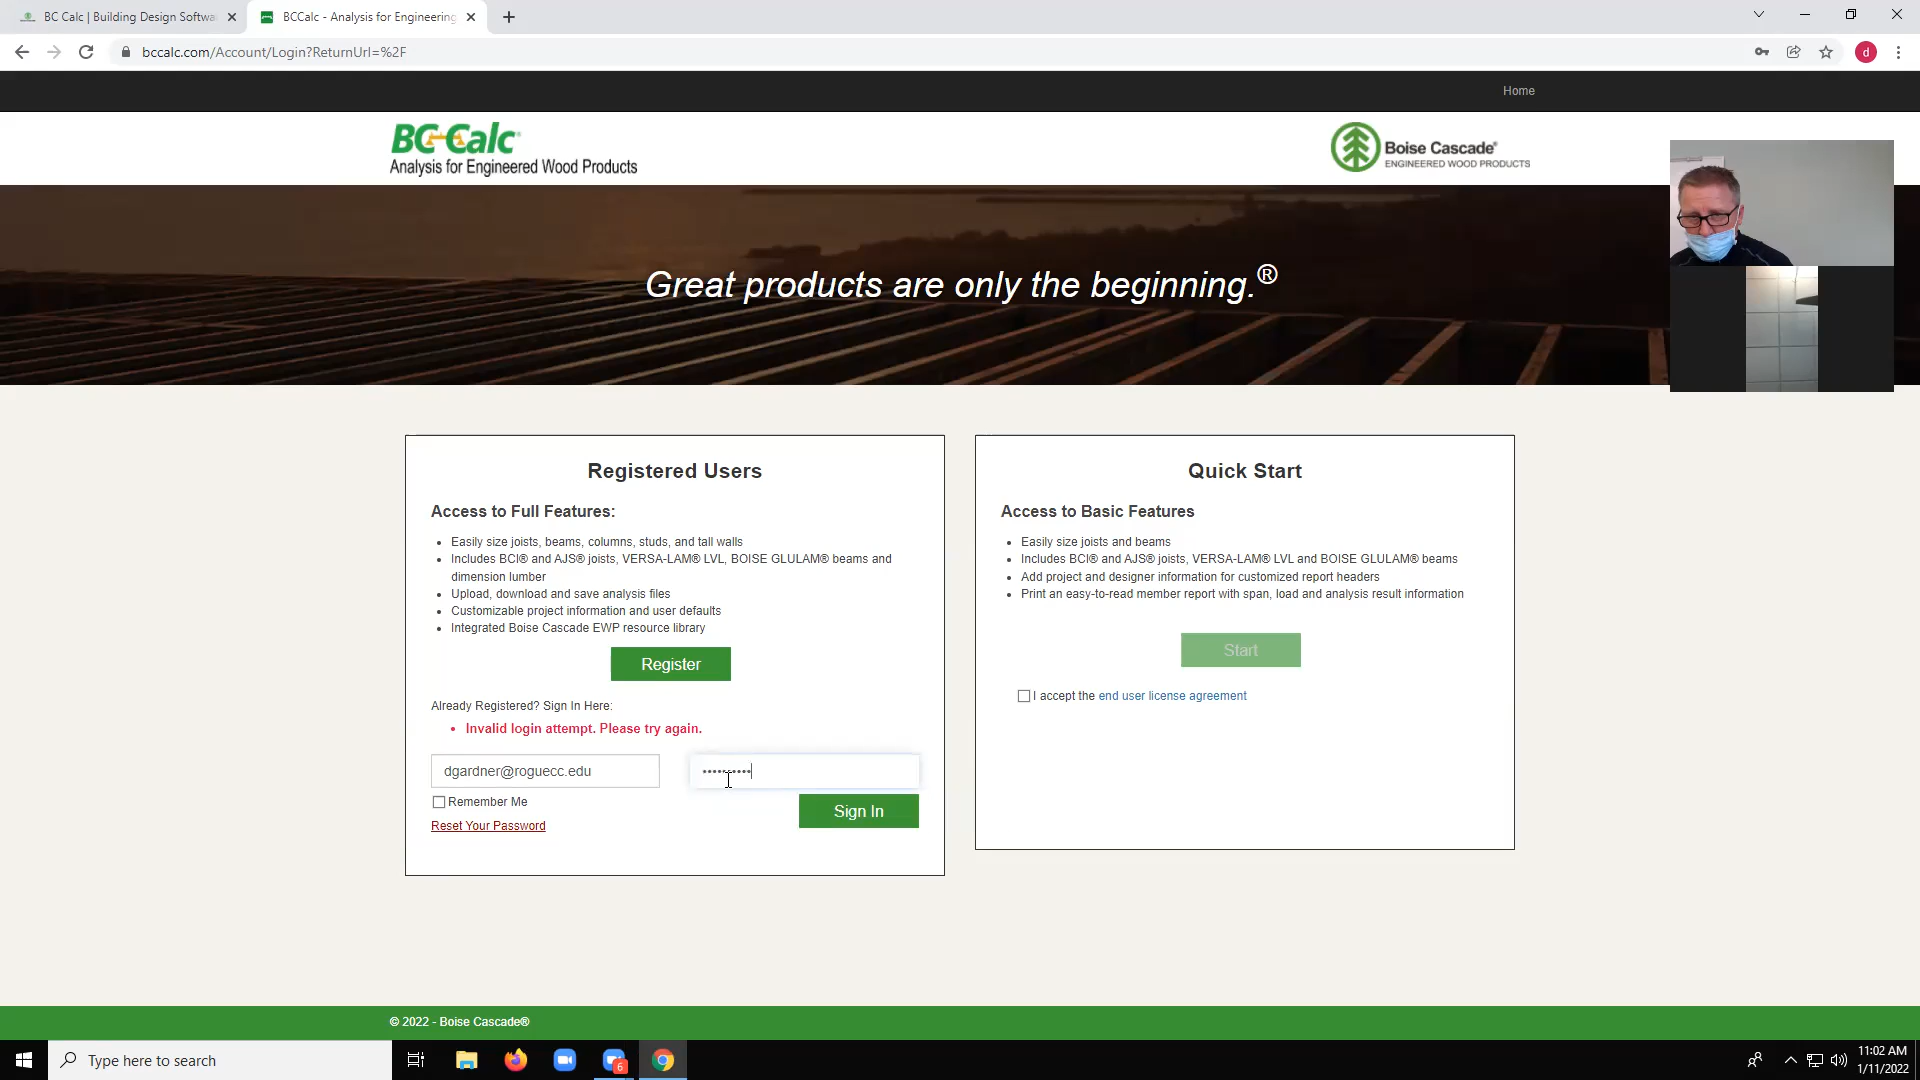 BC Calc | Building Design Softwa
BCCalc - Analysis for Engineering
bccalc.com/Account/Login?ReturnUrl=%2F
d
Home
BC Calc®
Analysis for Engineered Wood Products
Boise Cascade®
ENGINEERED WOOD PRODUCTS
Great products are only the beginning.®
Registered Users
Access to Full Features:
• Easily size joists, beams, columns, studs, and tall walls
• Includes BCI® and AJS® joists, VERSA-LAM® LVL, BOISE GLULAM® beams and
dimension lumber
• Upload, download and save analysis files
• Customizable project information and user defaults
• Integrated Boise Cascade EWP resource library
Register
Already Registered? Sign In Here:
• Invalid login attempt. Please try again.
dgardner@roguecc.edu
••••••••••
Remember Me
Sign In
Reset Your Password
Quick Start
Access to Basic Features
• Easily size joists and beams
• Includes BCI® and AJS® joists, VERSA-LAM® LVL and BOISE GLULAM® beams
• Add project and designer information for customized report headers
• Print an easy-to-read member report with span, load and analysis result information
Start
I accept the end user license agreement
© 2022 - Boise Cascade®
Type here to search
6
11:02 AM
1/11/2022